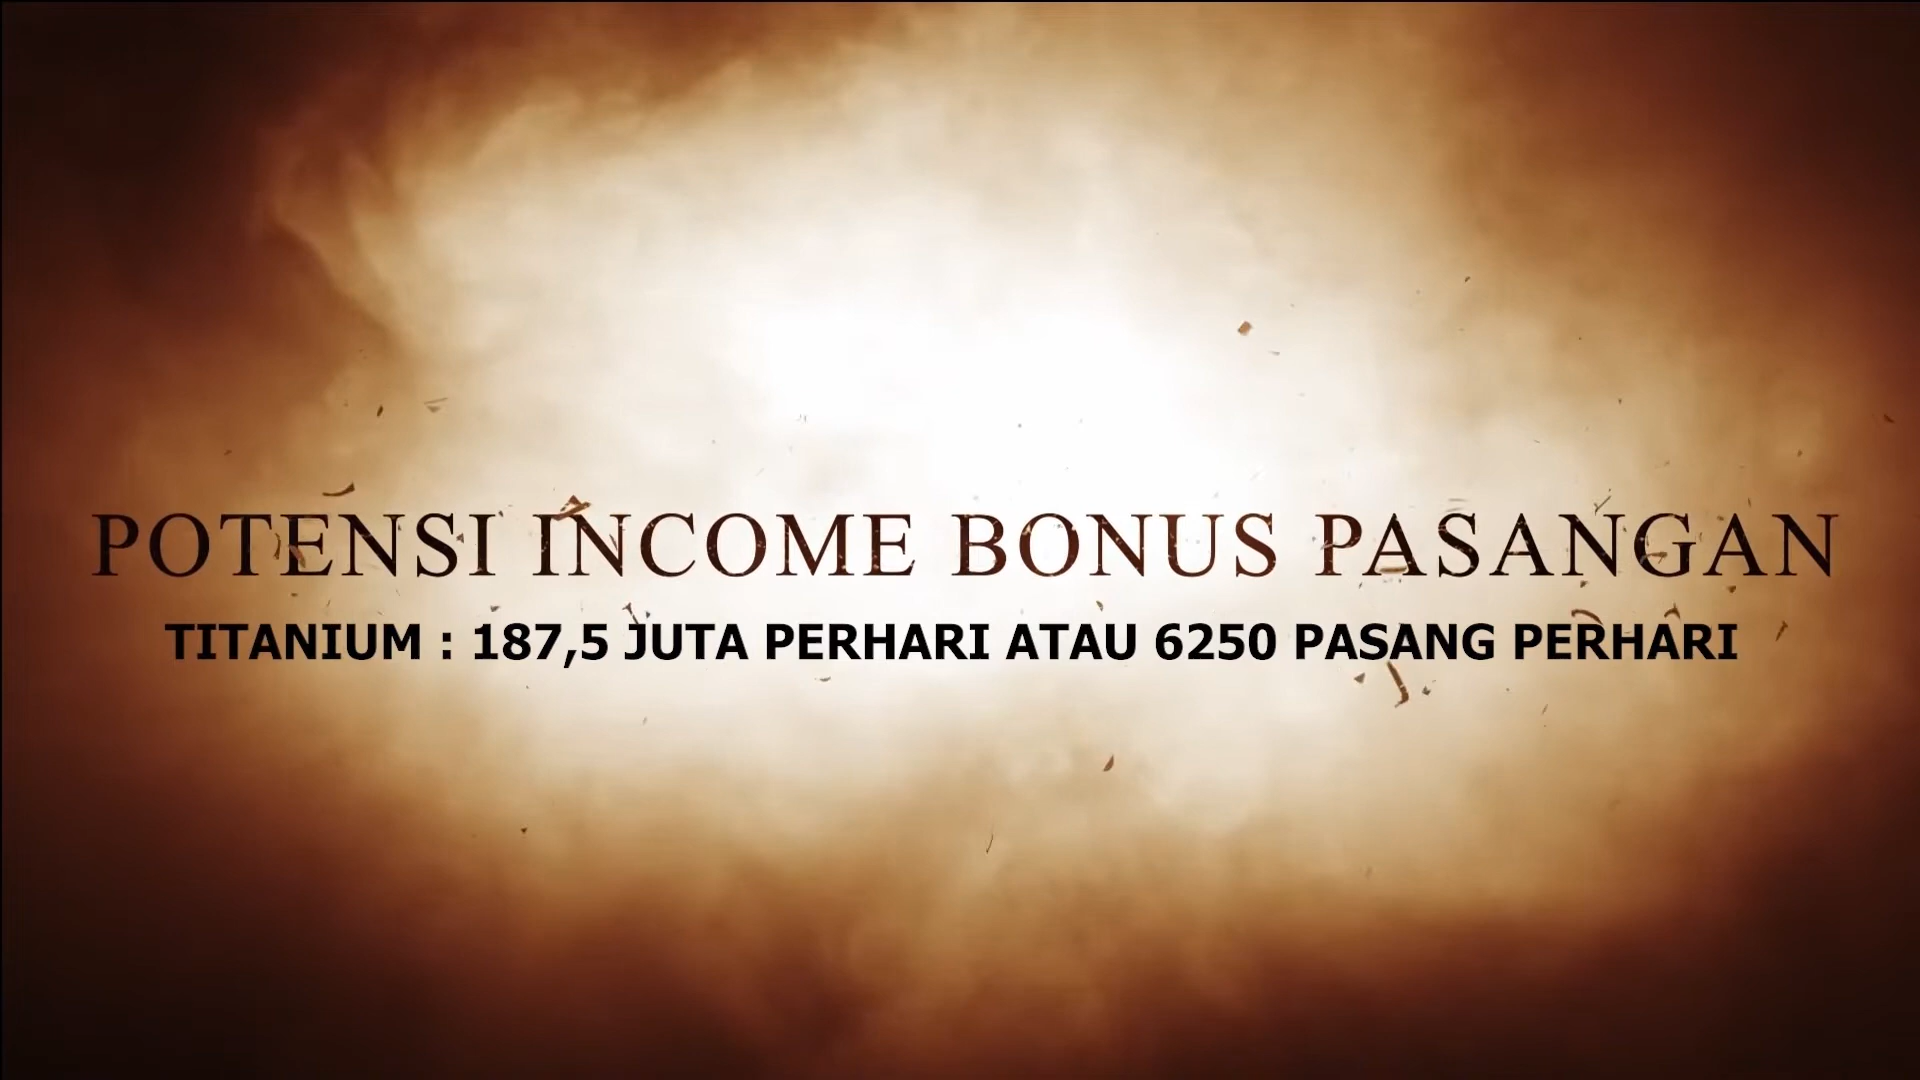 POTENSI INCOME BONUS PASANGAN
TITANIUM : 187,5 JUTA PERHARI ATAU 6250 PASANG PERHARI